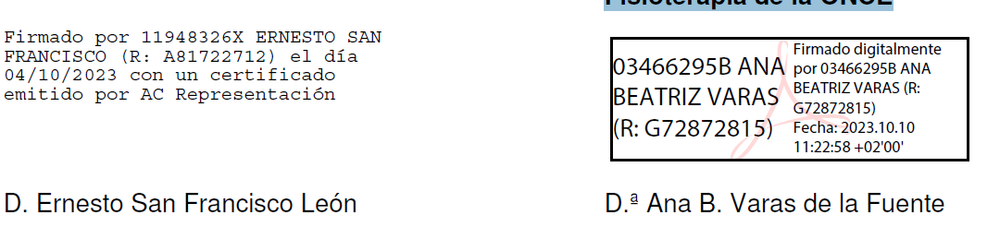 Fisioterapia de la ONCE
Firmado por 11948326X ERNESTO SAN
FRANCISCO (R: A81722712) el día
04/10/2023 con un certificado
emitido por AC Representación
03466295B ANA
BEATRIZ VARAS
(R: G72872815)
Firmado digitalmente
por 03466295B ANA
BEATRIZ VARAS (R:
G72872815)
Fecha: 2023.10.10
11:22:58 +02'00'
D. Ernesto San Francisco León
D.ª Ana B. Varas de la Fuente